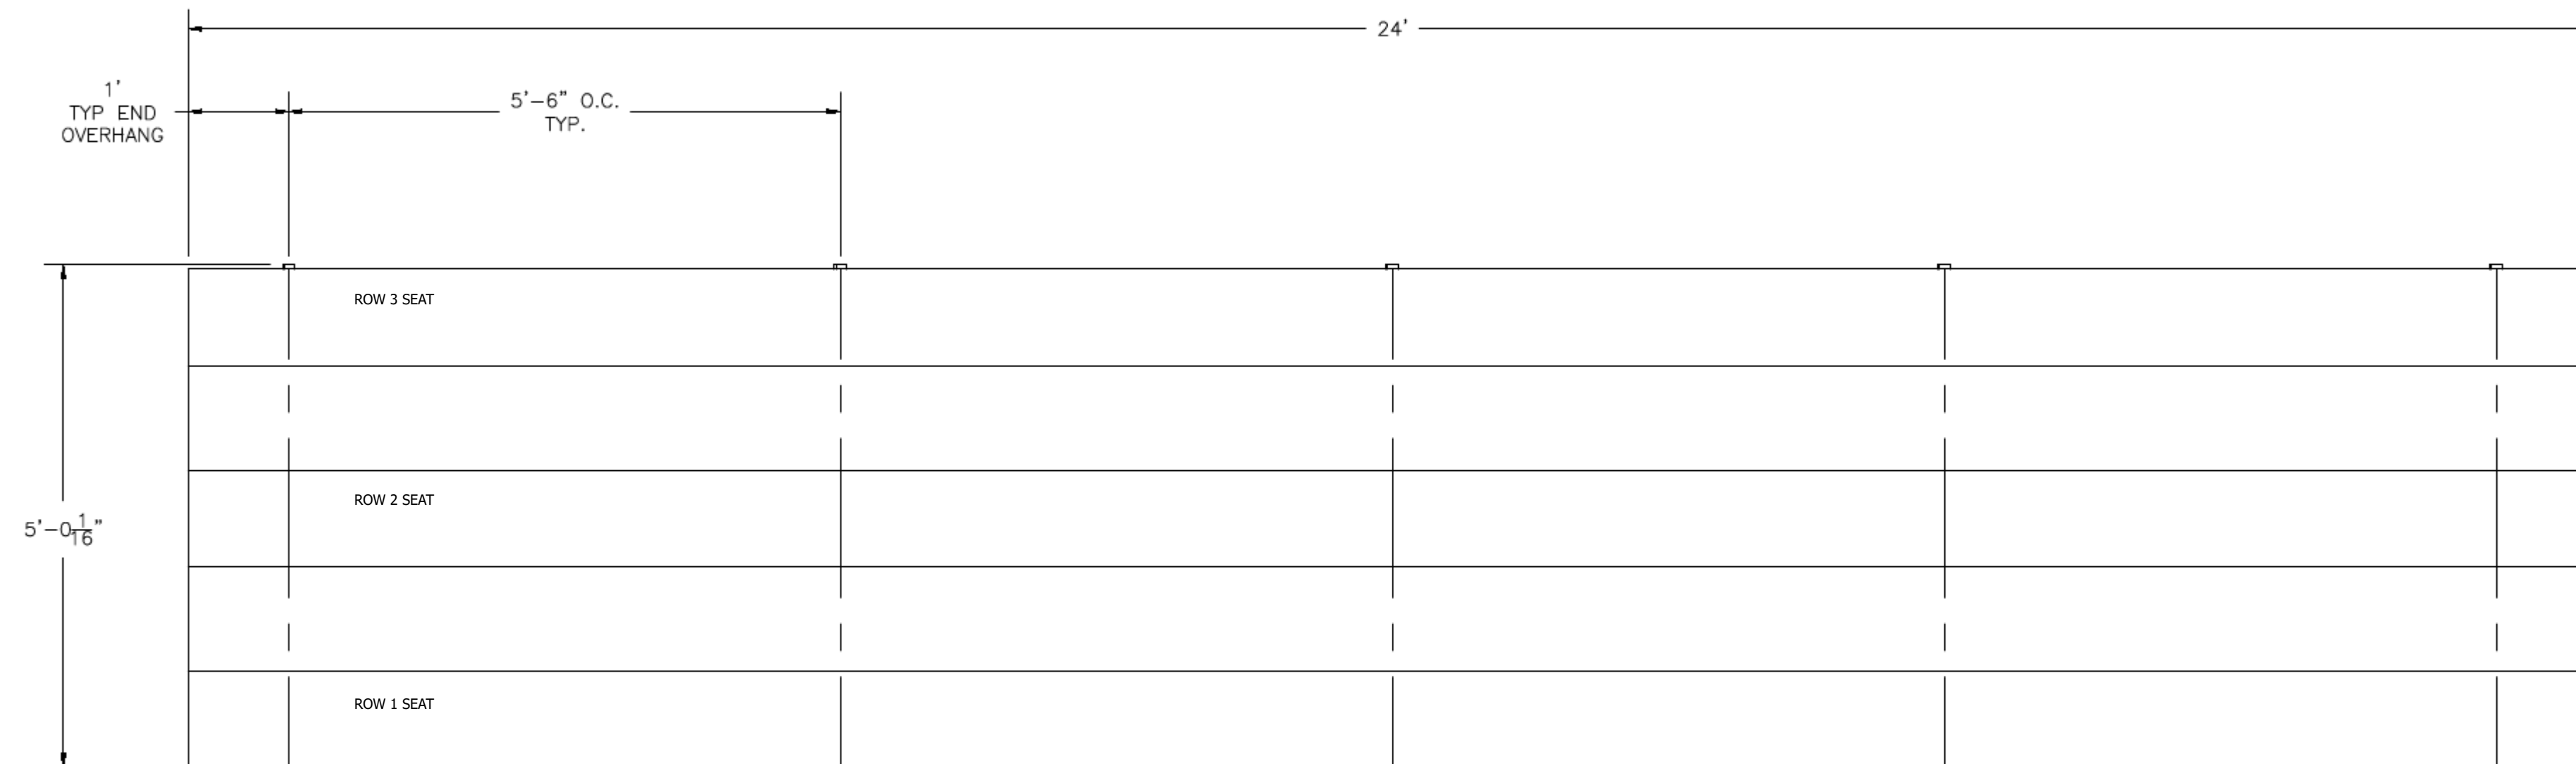 24'
1'
TYP END
OVERHANG
5'-6" O.C.
TYP.
ROW 3 SEAT
ROW 2 SEAT
5'-0 1/16"
ROW 1 SEAT